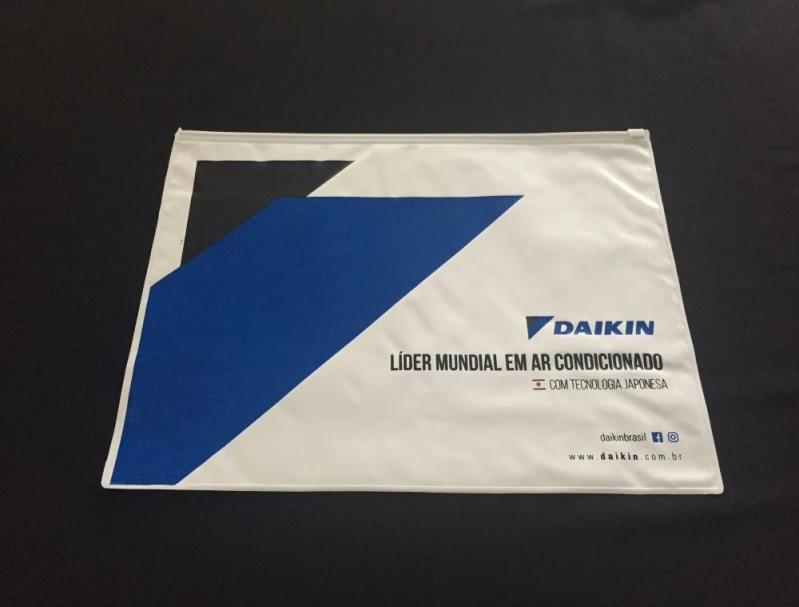 DAIKIN
LÍDER MUNDIAL EM AR CONDICIONADO
COM TECNOLOGIA JAPONESA
daikinbrasil
www.daikin.com.br